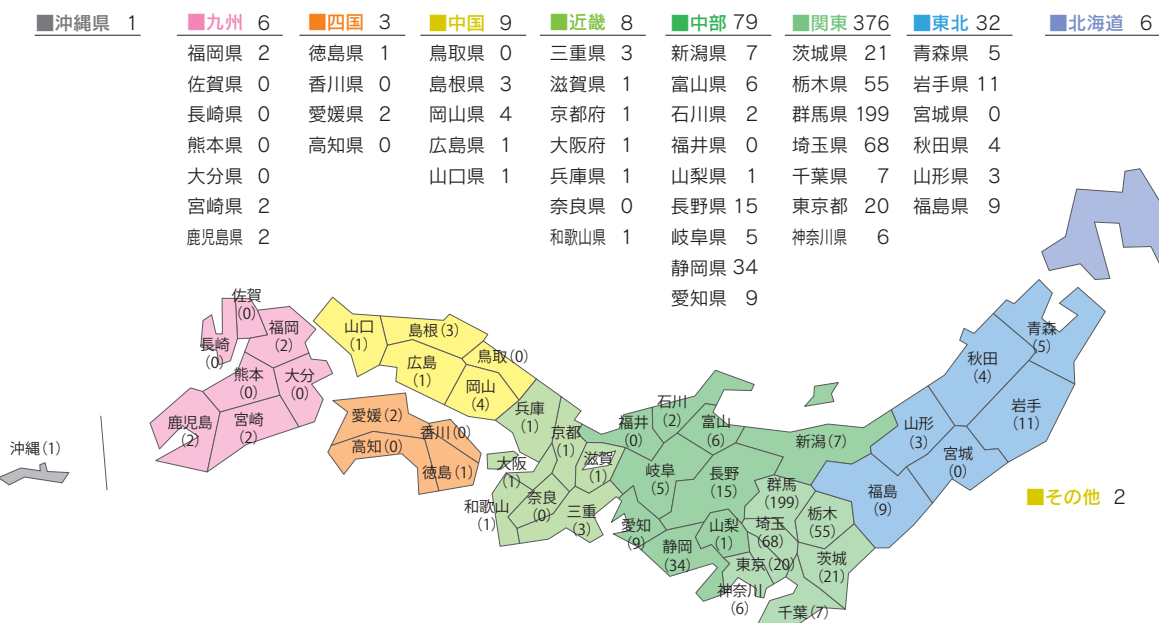 ■沖縄県 1
■九州 6
福岡県 2
佐賀県 0
長崎県 0
熊本県 0
大分県 0
宮崎県 2
鹿児島県 2
■四国 3
徳島県 1
香川県 0
愛媛県 2
高知県 0
■中国 9
鳥取県 0
島根県 3
岡山県 4
広島県 1
山口県 1
■近畿 8
三重県 3
滋賀県 1
京都府 1
大阪府 1
兵庫県 1
奈良県 0
和歌山県 1
■中部 79
新潟県 7
富山県 6
石川県 2
福井県 0
山梨県 1
長野県 15
岐阜県 5
静岡県 34
愛知県 9
■関東 376
茨城県 21
栃木県 55
群馬県 199
埼玉県 68
千葉県 7
東京都 20
神奈川県 6
■東北 32
青森県 5
岩手県 11
宮城県 0
秋田県 4
山形県 3
福島県 9
■北海道 6
佐賀
(0)
福岡
(2)
長崎
(0)
熊本
(0)
大分
(0)
鹿児島
(2)
宮崎
(2)
沖縄(1)
山口
(1)
島根(3)
鳥取(0)
広島
(1)
岡山
(4)
愛媛(2)
香川(0)
高知(0)
徳島(1)
兵庫
(1)
京都
(1)
滋賀
(1)
大阪
(1)
和歌山
(1)
奈良
(0)
三重
(3)
福井
(0)
石川
(2)
富山
(6)
新潟(7)
岐阜
(5)
長野
(15)
愛知
(9)
静岡
(34)
山梨
(1)
群馬
(199)
栃木
(55)
埼玉
(68)
茨城
(21)
東京(20)
神奈川
(6)
千葉(7)
青森
(5)
秋田
(4)
岩手
(11)
山形
(3)
宮城
(0)
福島
(9)
■その他 2